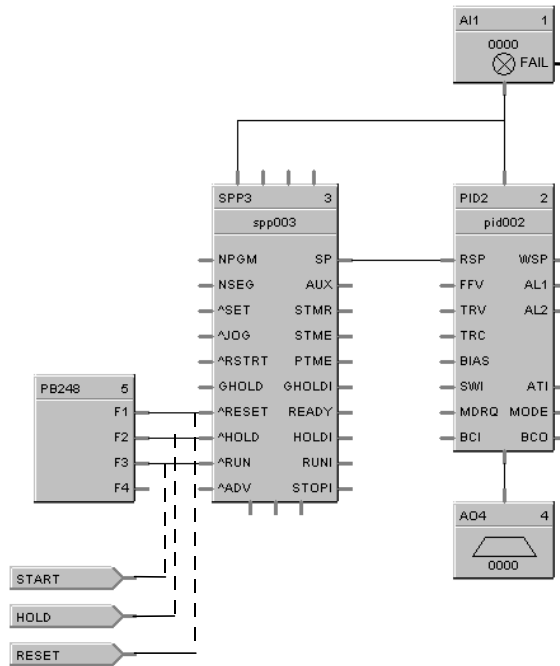 AI1 1
0000
FAIL
SPP3 3
spp003
NPGM SP
NSEG AUX
^SET STMR
^JOG STME
^RSTRT PTME
GHOLD GHOLDI
^RESET READY
^HOLD HOLDI
^RUN RUNI
^ADV STOPI
PID2 2
pid002
RSP WSP
FFV AL1
TRV AL2
TRC
BIAS
SWI ATI
MDRQ MODE
BCI BCO
PB248 5
F1
F2
F3
F4
AO4 4
0000
START
HOLD
RESET